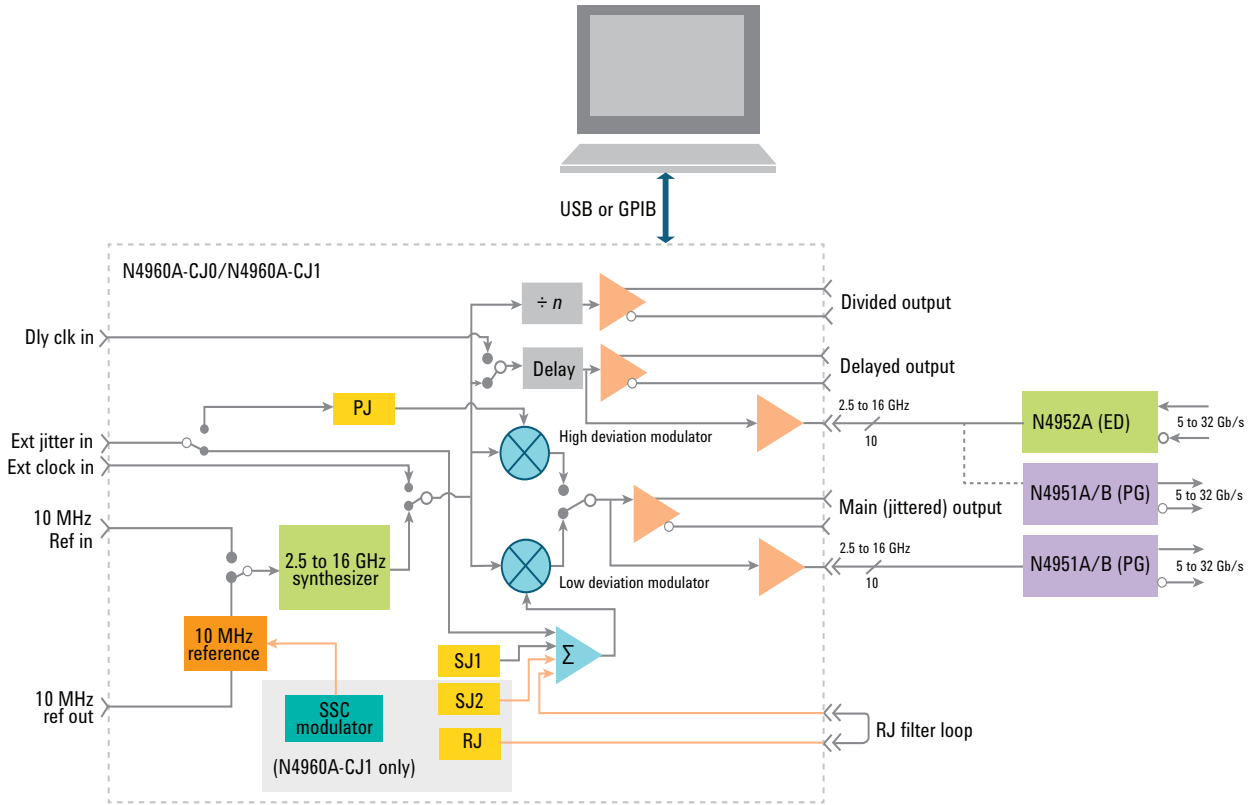 USB or GPIB
N4960A-CJ0/N4960A-CJ1
÷ n
Divided output
Dly clk in
Delay
Delayed output
PJ
2.5 to 16 GHz
10
N4952A (ED)
5 to 32 Gb/s
Ext jitter in
High deviation modulator
Ext clock in
N4951A/B (PG)
5 to 32 Gb/s
Main (jittered) output
10 MHz
Ref in
2.5 to 16 GHz
synthesizer
2.5 to 16 GHz
10
N4951A/B (PG)
5 to 32 Gb/s
Low deviation modulator
10 MHz
reference
SJ1
Σ
SJ2
10 MHz
ref out
SSC
modulator
RJ
RJ filter loop
(N4960A-CJ1 only)